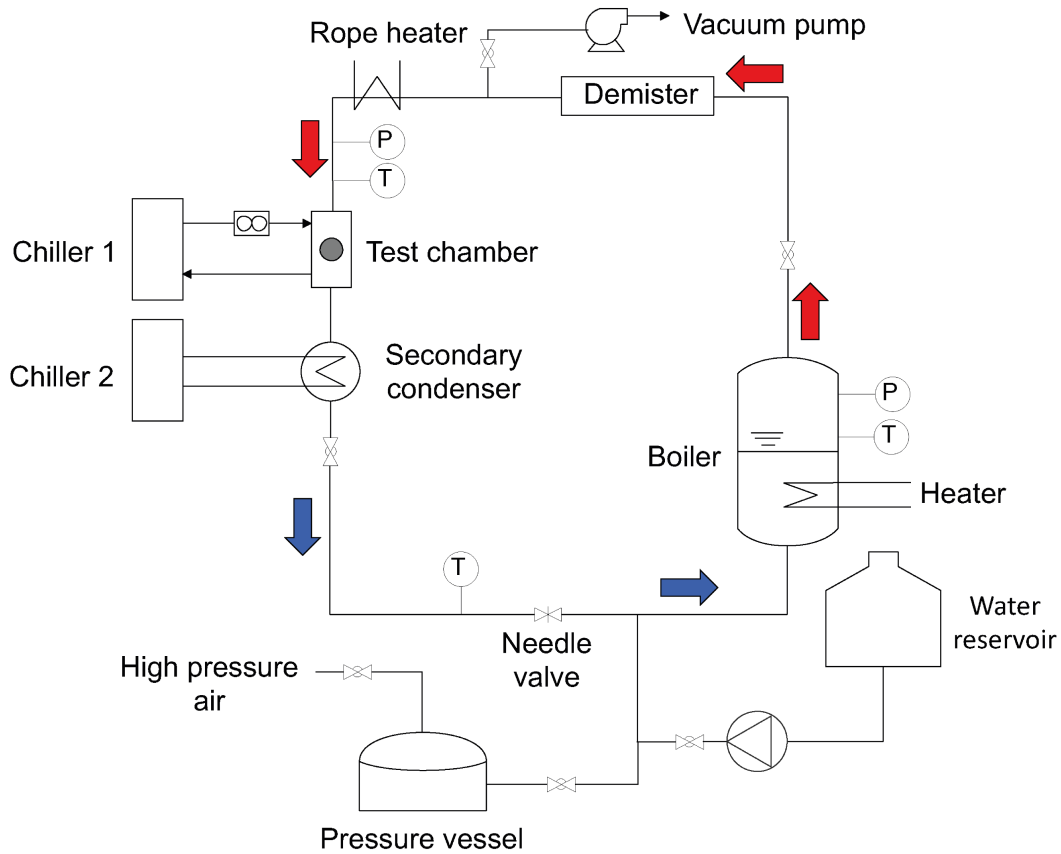 Rope heater
Vacuum pump
Demister
P
T
Chiller 1
Test chamber
Chiller 2
Secondary
condenser
P
T
Boiler
Heater
T
Needle
valve
Water
reservoir
High pressure
air
Pressure vessel